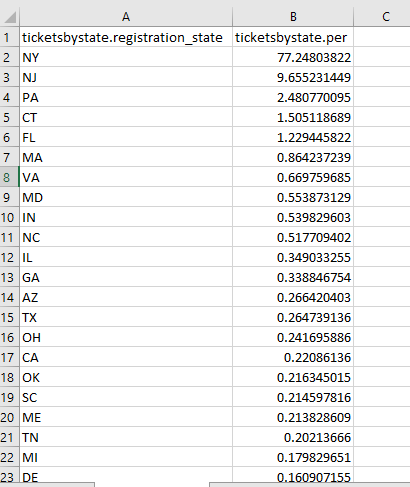 A B C
1 ticketsbystate.registration_state ticketsbystate.per
2 NY 77.24803822
3 NJ 9.655231449
4 PA 2.480770095
5 CT 1.505118689
6 FL 1.229445822
7 MA 0.864237239
8 VA 0.669759685
9 MD 0.553873129
10 IN 0.539829603
11 NC 0.517709402
12 IL 0.349033255
13 GA 0.338846754
14 AZ 0.266420403
15 TX 0.264739136
16 OH 0.241695886
17 CA 0.22086136
18 OK 0.216345015
19 SC 0.214597816
20 ME 0.213828609
21 TN 0.20213666
22 MI 0.179829651
23 DE 0.160907155